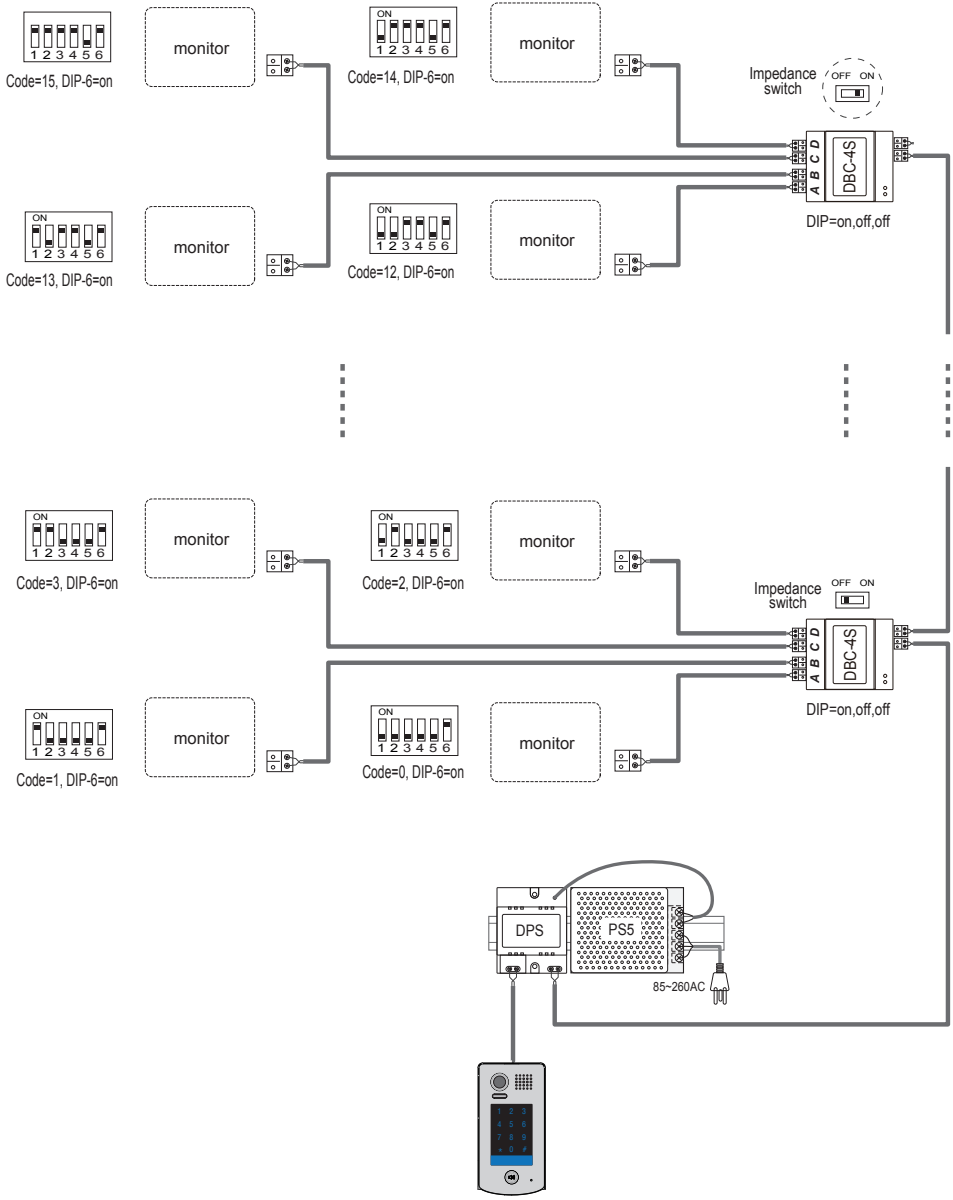 1 2 3 4 5 6
Code=15, DIP-6=on
monitor
ON
1 2 3 4 5 6
Code=14, DIP-6=on
monitor
Impedance
switch
OFF ON
D
C
B
A
DBC-4S
DIP=on,off,off
ON
1 2 3 4 5 6
Code=13, DIP-6=on
monitor
ON
1 2 3 4 5 6
Code=12, DIP-6=on
monitor
ON
1 2 3 4 5 6
Code=3, DIP-6=on
monitor
ON
1 2 3 4 5 6
Code=2, DIP-6=on
monitor
Impedance
switch
OFF ON
D
C
B
A
DBC-4S
DIP=on,off,off
ON
1 2 3 4 5 6
Code=1, DIP-6=on
monitor
ON
1 2 3 4 5 6
Code=0, DIP-6=on
monitor
DPS
PS5
85~260AC
1 2 3
4 5 6
7 8 9
* 0 #